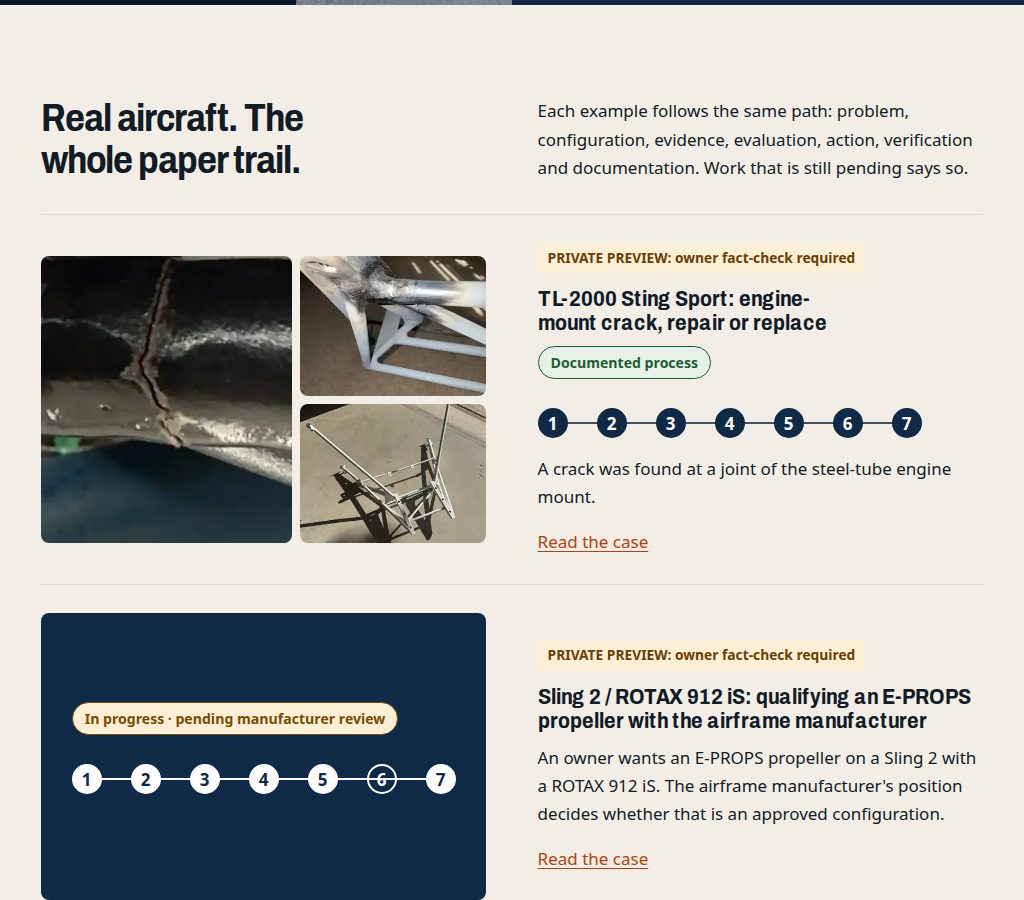 Real aircraft. The
whole paper trail.
Each example follows the same path: problem,
configuration, evidence, evaluation, action, verification
and documentation. Work that is still pending says so.
PRIVATE PREVIEW: owner fact-check required
TL-2000 Sting Sport: engine-
mount crack, repair or replace
Documented process
1 2 3 4 5 6 7
A crack was found at a joint of the steel-tube engine
mount.
Read the case
In progress · pending manufacturer review
1 2 3 4 5 6 7
PRIVATE PREVIEW: owner fact-check required
Sling 2 / ROTAX 912 iS: qualifying an E-PROPS
propeller with the airframe manufacturer
An owner wants an E-PROPS propeller on a Sling 2 with
a ROTAX 912 iS. The airframe manufacturer's position
decides whether that is an approved configuration.
Read the case